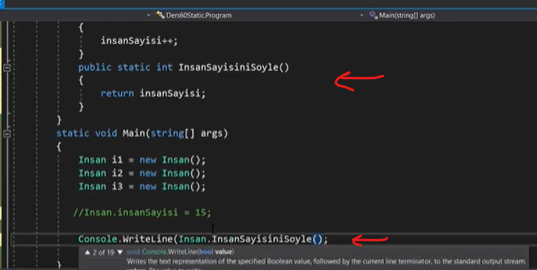 Ders60Static.Program Main(string[] args)
{
insanSayisi++;
}
public static int InsanSayisiniSoyle()
{
return insanSayisi;
}
}
static void Main(string[] args)
{
Insan i1 = new Insan();
Insan i2 = new Insan();
Insan i3 = new Insan();
//Insan.insanSayisi = 15;
Console.WriteLine(Insan.InsanSayisiniSoyle();
▲ 2 of 19 ▼ void Console.WriteLine(bool value)
Writes the text representation of the specified Boolean value, followed by the current line terminator, to the standard output stream.
}